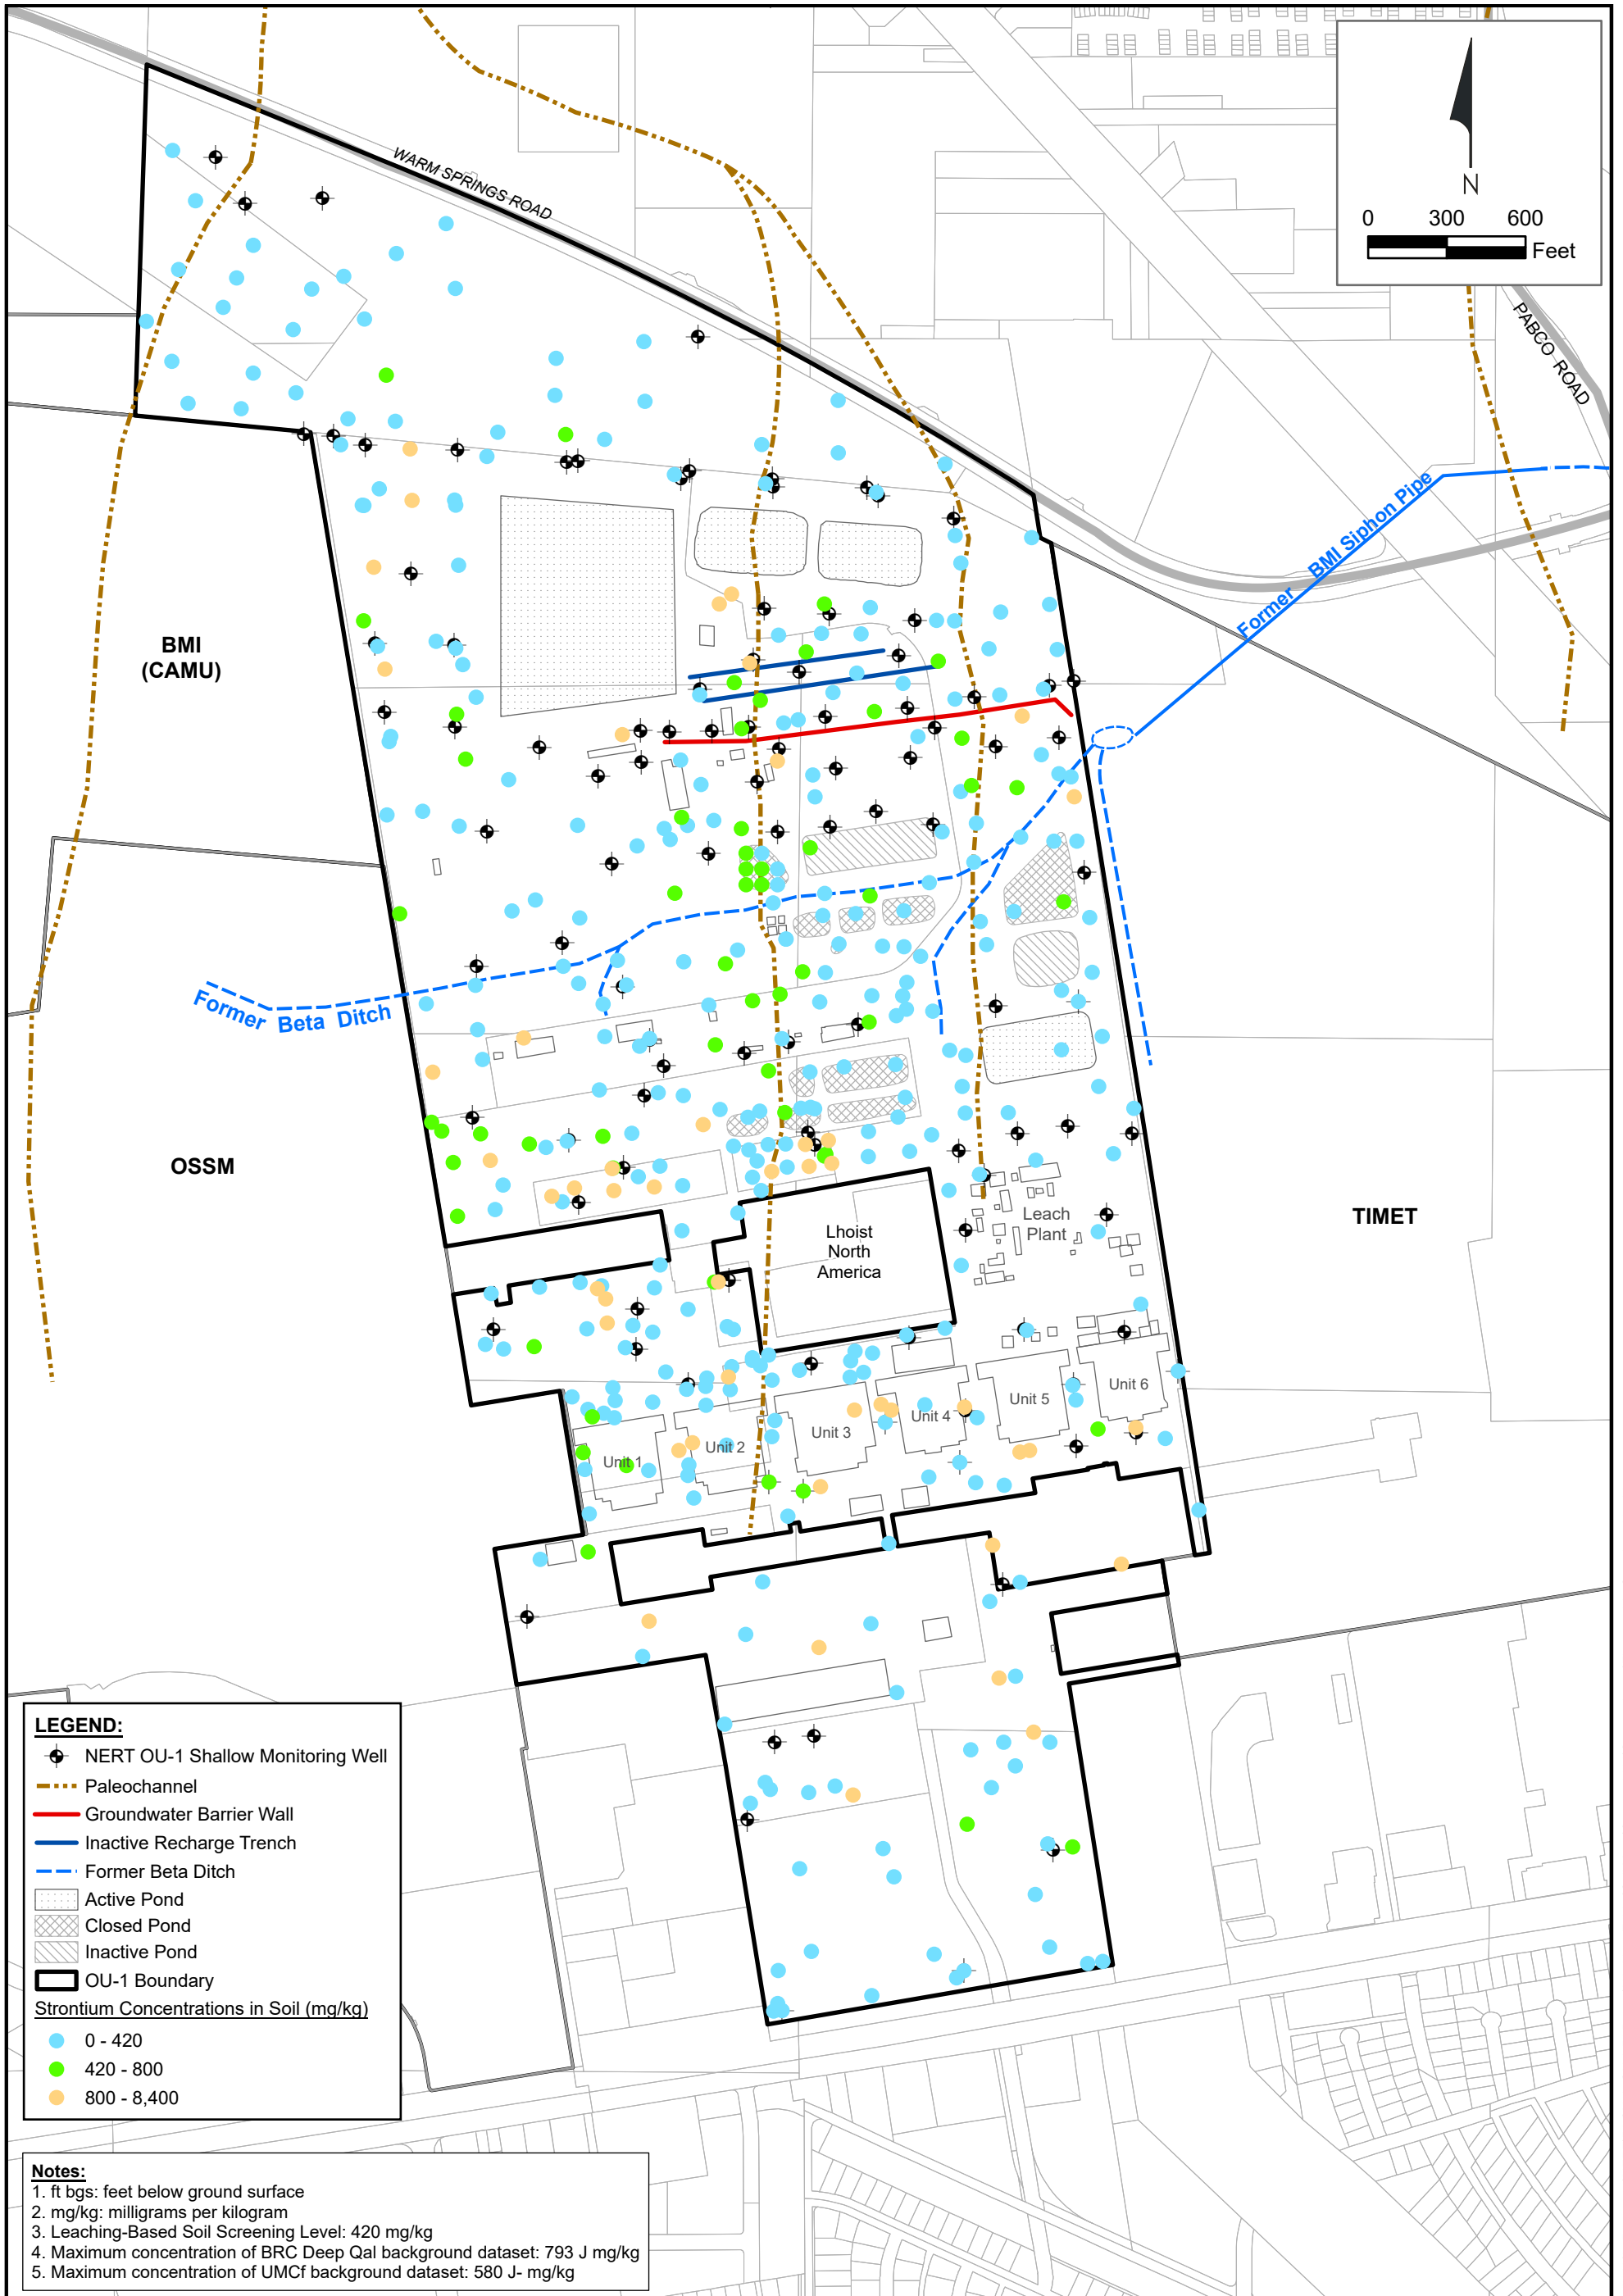 WARM SPRINGS ROAD
N
0 300 600
Feet
PABCO ROAD
Former BMI Siphon Pipe
BMI
(CAMU)
Former Beta Ditch
OSSM
TIMET
Lhoist
North
America
Leach
Plant
Unit 1
Unit 2
Unit 3
Unit 4
Unit 5
Unit 6
LEGEND:
NERT OU-1 Shallow Monitoring Well
Paleochannel
Groundwater Barrier Wall
Inactive Recharge Trench
Former Beta Ditch
Active Pond
Closed Pond
Inactive Pond
OU-1 Boundary
Strontium Concentrations in Soil (mg/kg)
0 - 420
420 - 800
800 - 8,400
Notes:
1. ft bgs: feet below ground surface
2. mg/kg: milligrams per kilogram
3. Leaching-Based Soil Screening Level: 420 mg/kg
4. Maximum concentration of BRC Deep Qal background dataset: 793 J mg/kg
5. Maximum concentration of UMCf background dataset: 580 J- mg/kg